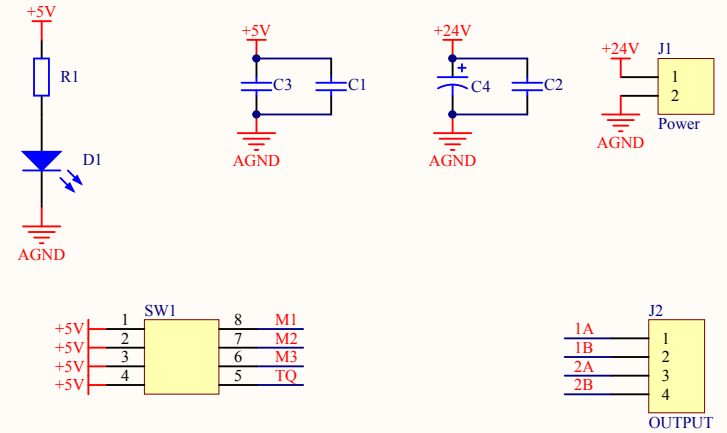 +5V
R1
D1
AGND
+5V
C3
C1
AGND
+24V
+
C4
C2
AGND
+24V
J1
1
2
AGND
Power
SW1
+5V 1 8 M1
+5V 2 7 M2
+5V 3 6 M3
+5V 4 5 TQ
J2
1A 1
1B 2
2A 3
2B 4
OUTPUT